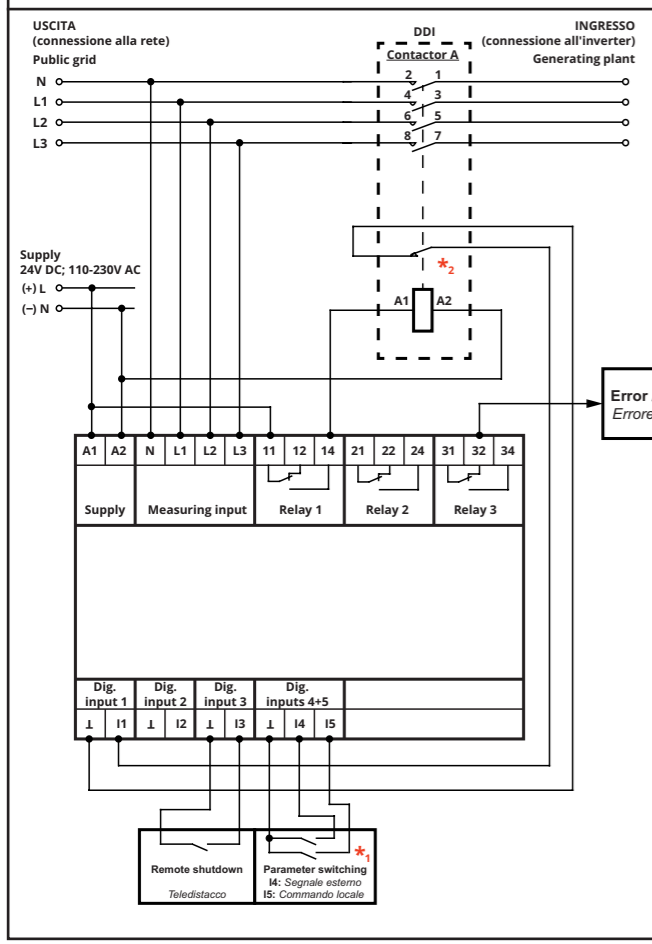 USCITA
(connessione alla rete)
Public grid
DDI
Contactor A
INGRESSO
(connessione all'inverter)
Generating plant
N
2 1
L1
4 3
L2
6 5
L3
8 7
Supply
24V DC; 110-230V AC
(+) L
(−) N
*2
A1 A2
Error
Errore
A1 A2 N L1 L2 L3 11 12 14 21 22 24 31 32 34
Supply Measuring input Relay 1 Relay 2 Relay 3
Dig. input 1
Dig. input 2
Dig. input 3
Dig. inputs 4+5
⊥ I1 ⊥ I2 ⊥ I3 ⊥ I4 I5
Remote shutdown
Teledistacco
*1
Parameter switching
I4: Segnale esterno
I5: Commando locale